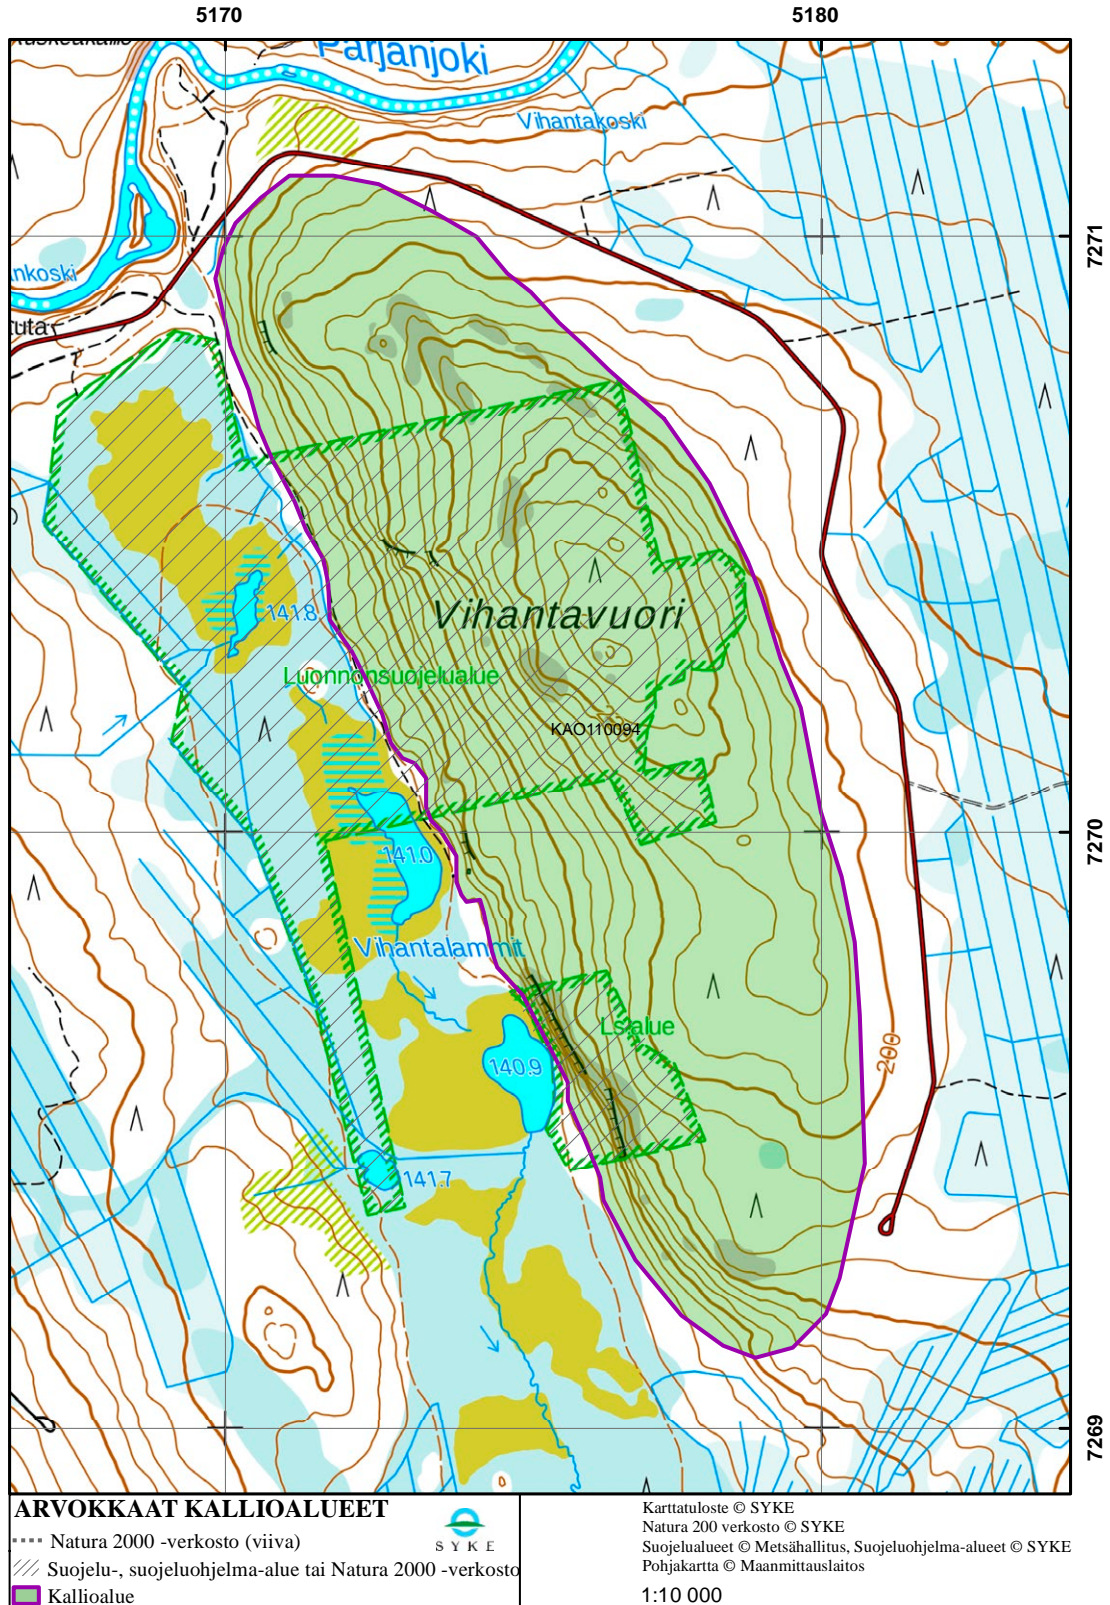 5170
5180
Parjanjoki
Vihantakoski
7271
nkoski
uta
141.8
Vihantavuori
Luonnonsuojelualue
KAO110094
7270
141.0
Vihantalammit
Ls-alue
140.9
200
141.7
7269
ARVOKKAAT KALLIOALUEET
SYKE
Natura 2000 -verkosto (viiva)
Suojelu-, suojeluohjelma-alue tai Natura 2000 -verkosto
Kallioalue
Karttatuloste © SYKE
Natura 200 verkosto © SYKE
Suojelualueet © Metsähallitus, Suojeluohjelma-alueet © SYKE
Pohjakartta © Maanmittauslaitos
1:10 000